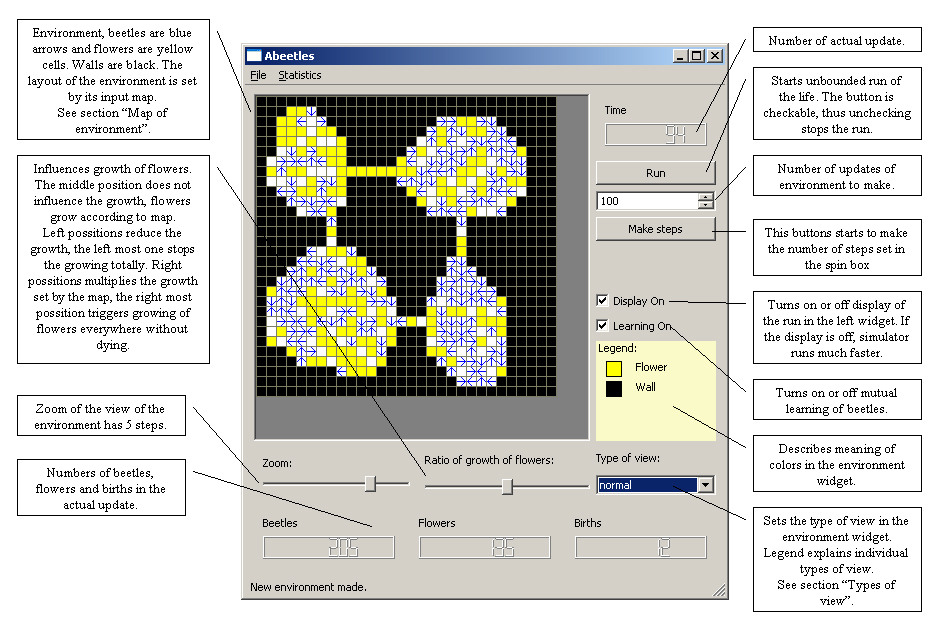 Environment, beetles are blue
arrows and flowers are yellow
cells. Walls are black. The
layout of the environment is set
by its input map.
See section “Map of
environment”.
Influences growth of flowers.
The middle position does not
influence the growth, flowers
grow according to map.
Left possitions reduce the
growth, the left most one stops
the growing totally. Right
possitions multiplies the growth
set by the map, the right most
possition triggers growing of
flowers everywhere without
dying.
Zoom of the view of the
environment has 5 steps.
Numbers of beetles,
flowers and births in the
actual update.
Abeetles
File Statistics
Time
94
Run
100
Make steps
Display On
Learning On
Legend:
Flower
Wall
Zoom:
Ratio of growth of flowers:
Type of view:
normal
Beetles
Flowers
Births
205
185
12
New environment made.
Number of actual update.
Starts unbounded run of
the life. The button is
checkable, thus unchecking
stops the run.
Number of updates of
environment to make.
This buttons starts to make
the number of steps set in
the spin box
Turns on or off display of
the run in the left widget. If
the display is off, simulator
runs much faster.
Turns on or off mutual
learning of beetles.
Describes meaning of
colors in the environment
widget.
Sets the type of view in the
environment widget.
Legend explains individual
types of view.
See section “Types of
view”.